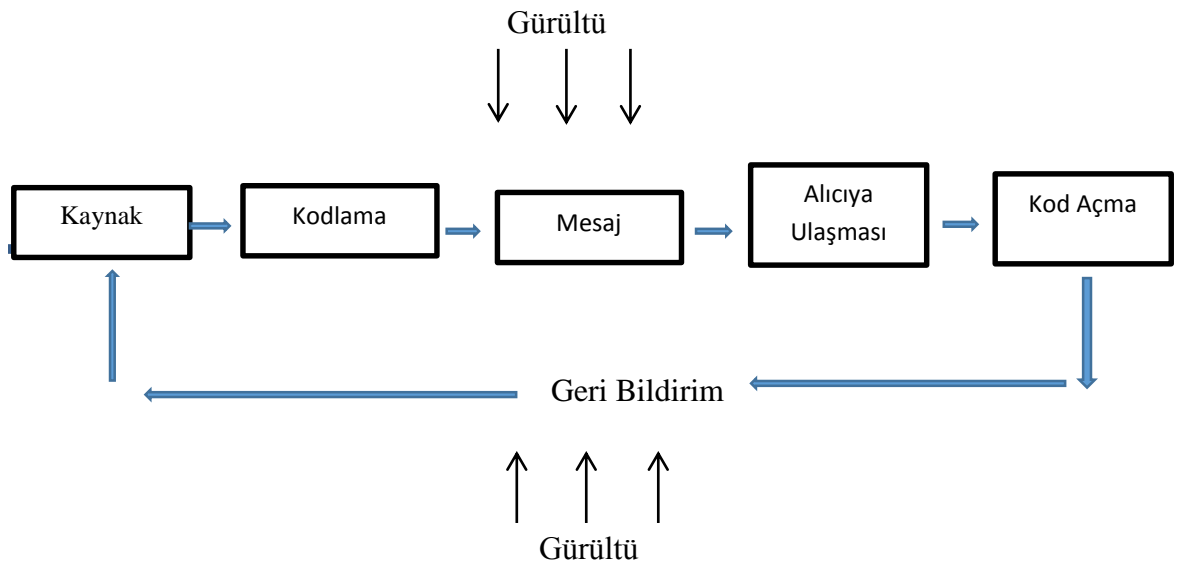 Gürültü
Kaynak
Kodlama
Mesaj
Alıcıya
Ulaşması
Kod Açma
Geri Bildirim
Gürültü